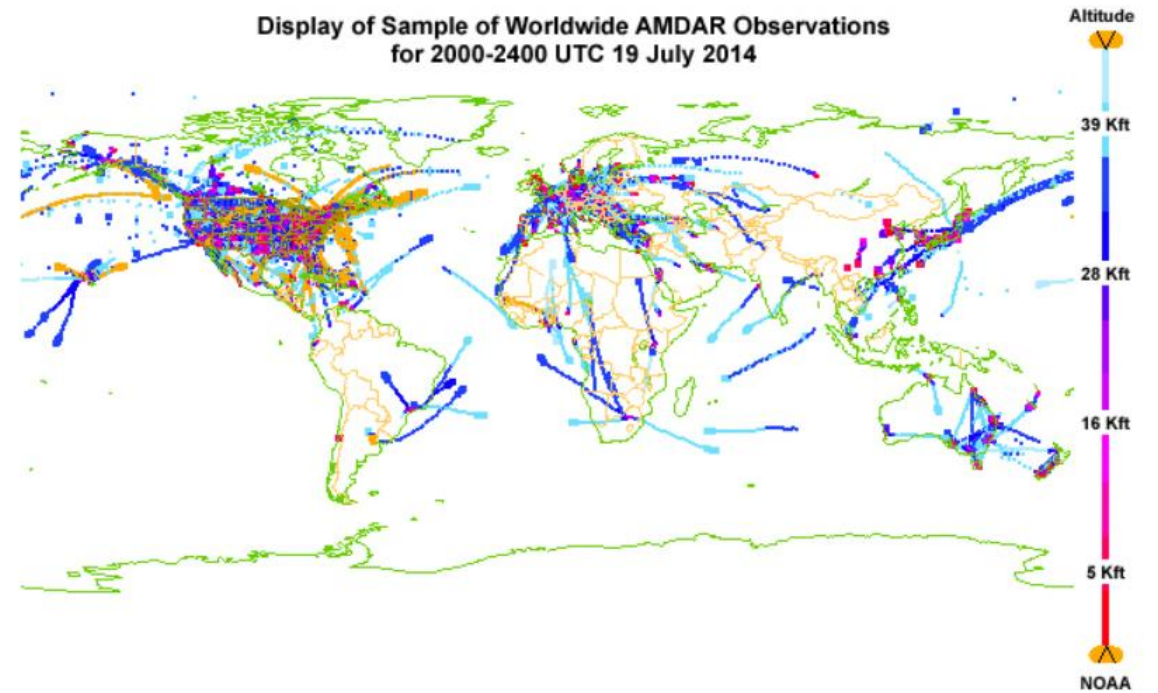 Display of Sample of Worldwide AMDAR Observations
for 2000-2400 UTC 19 July 2014
Altitude
39 Kft
28 Kft
16 Kft
5 Kft
NOAA